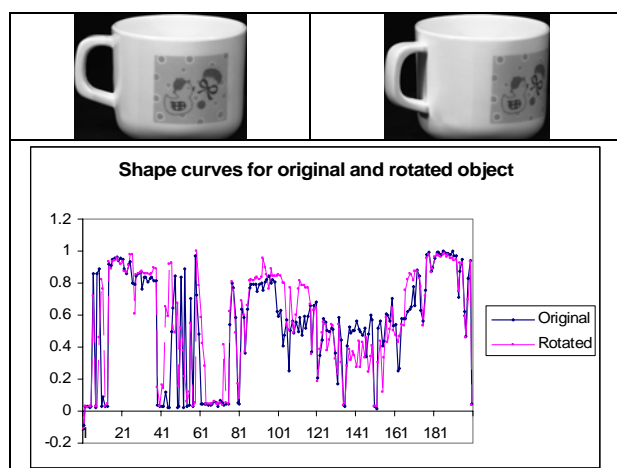 Shape curves for original and rotated object
1.2
1
0.8
0.6
0.4
0.2
0
-0.2
1 21 41 61 81 101 121 141 161 181
Original
Rotated